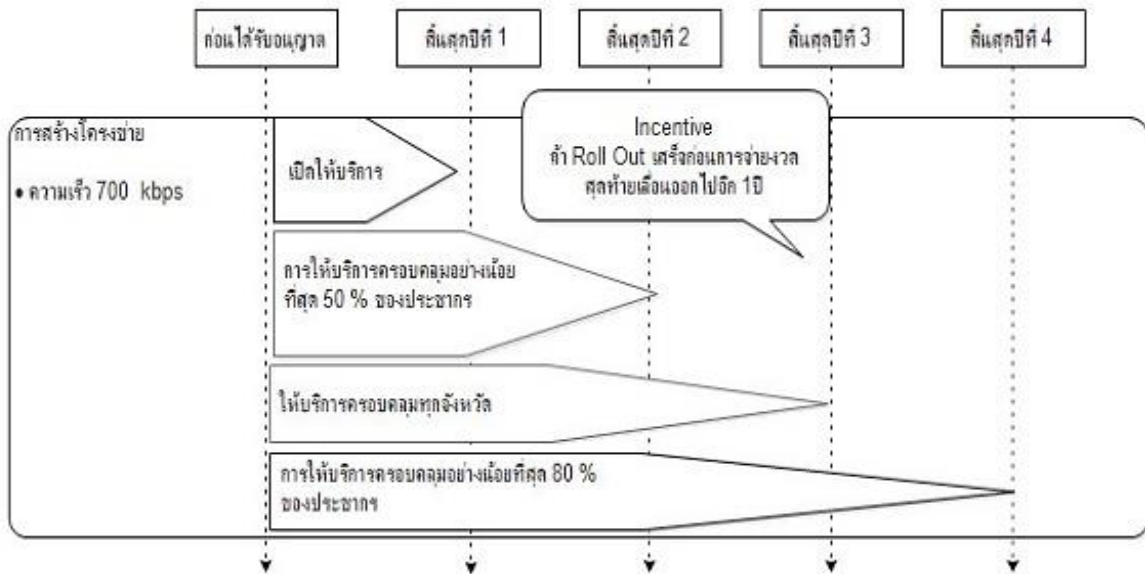 ก่อนได้รับอนุญาต
สิ้นสุดปีที่ 1
สิ้นสุดปีที่ 2
สิ้นสุดปีที่ 3
สิ้นสุดปีที่ 4
การสร้างโครงข่าย
• ความเร็ว 700 kbps
เปิดให้บริการ
Incentive
ถ้า Roll Out เสร็จก่อนการจ่ายงวด
สุดท้ายเลื่อนออกไปอีก 1ปี
การให้บริการครอบคลุมอย่างน้อย
ที่สุด 50 % ของประชากร
ให้บริการครอบคลุมทุกจังหวัด
การให้บริการครอบคลุมอย่างน้อยที่สุด 80 %
ของประชากร